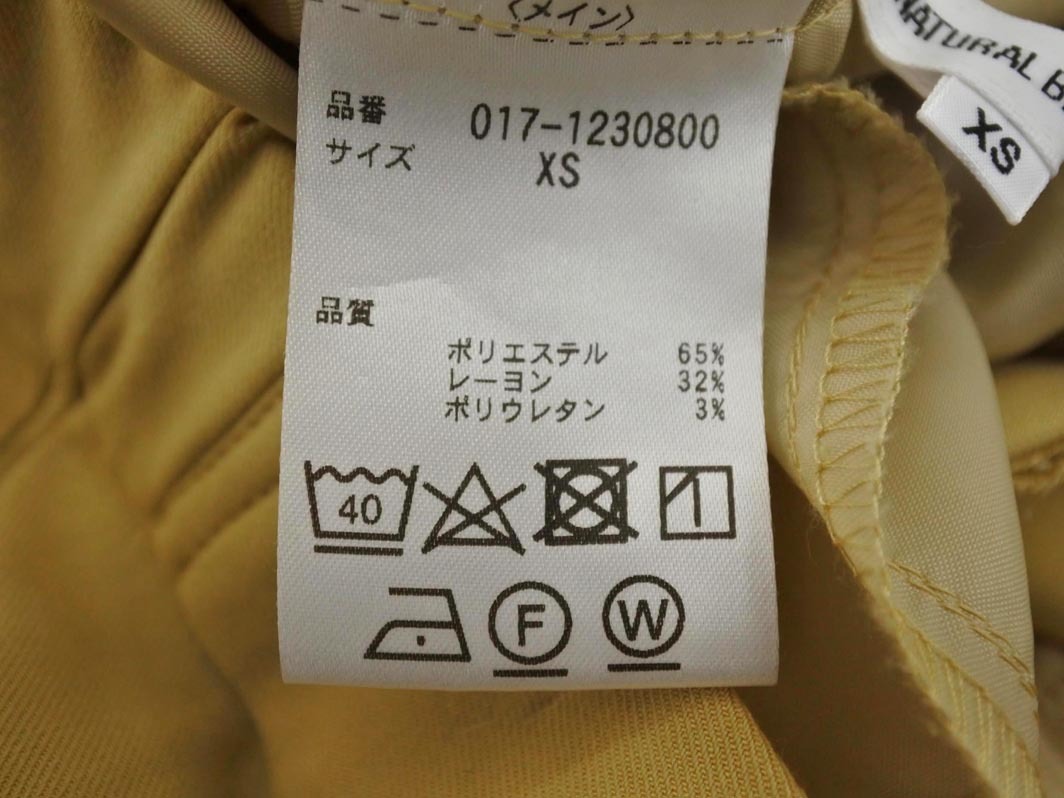 〈メイン〉
品番 017-1230800
サイズ XS
品質
ポリエステル 65%
レーヨン 32%
ポリウレタン 3%
40
F W
NATURAL B
XS